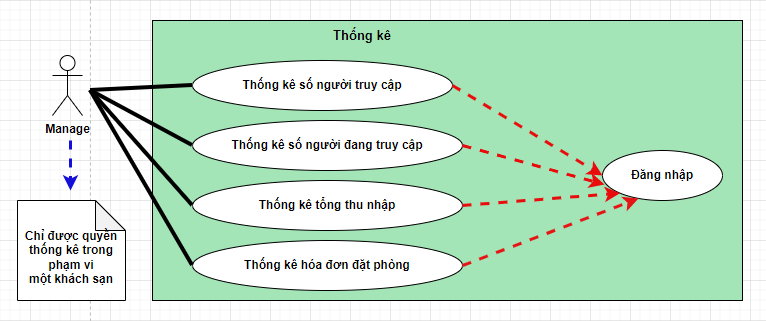 Thống kê
Thống kê số người truy cập
Manage
Thống kê số người đang truy cập
Đăng nhập
Thống kê tổng thu nhập
Chỉ được quyền
thống kê trong
phạm vi
một khách sạn
Thống kê hóa đơn đặt phòng